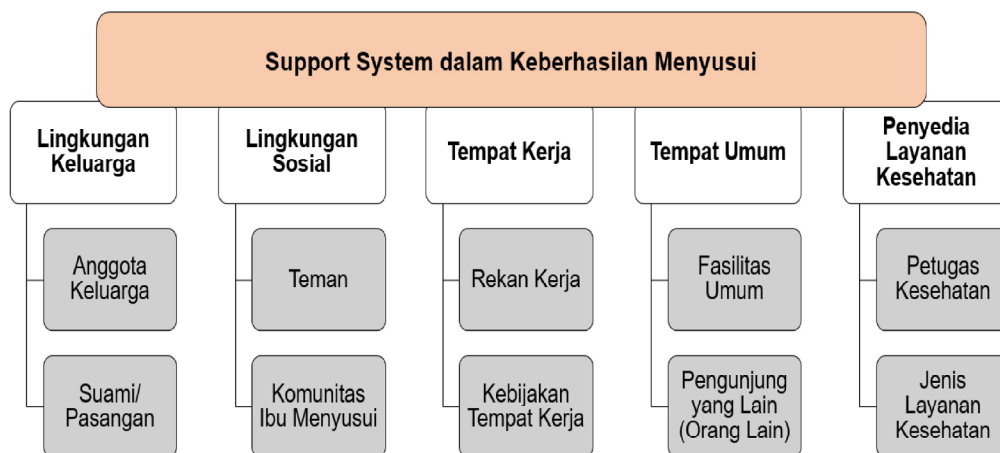 Support System dalam Keberhasilan Menyusui
Lingkungan
Keluarga
Anggota
Keluarga
Suami/
Pasangan
Lingkungan
Sosial
Teman
Komunitas
Ibu Menyusui
Tempat Kerja
Rekan Kerja
Kebijakan
Tempat Kerja
Tempat Umum
Fasilitas
Umum
Pengunjung
yang Lain
(Orang Lain)
Penyedia
Layanan
Kesehatan
Petugas
Kesehatan
Jenis
Layanan
Kesehatan